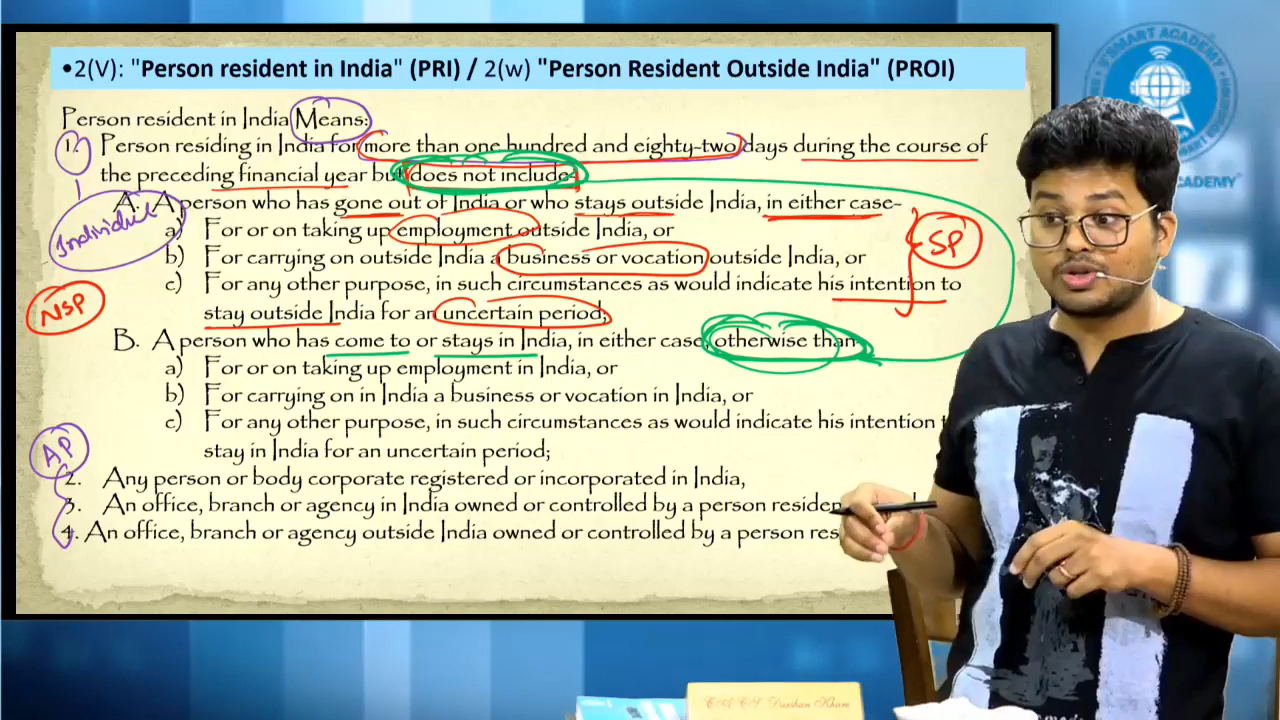 •2(V): "Person resident in India" (PRI) / 2(w) "Person Resident Outside India" (PROI)
Person resident in India Means:
1. Person residing in India for more than one hundred and eighty-two days during the course of
the preceding financial year but does not include-
A. A person who has gone out of India or who stays outside India, in either case-
a) For or on taking up employment outside India, or
b) For carrying on outside India a business or vocation outside India, or
c) For any other purpose, in such circumstances as would indicate his intention to
stay outside India for an uncertain period;
B. A person who has come to or stays in India, in either case, otherwise than
a) For or on taking up employment in India, or
b) For carrying on in India a business or vocation in India, or
c) For any other purpose, in such circumstances as would indicate his intention
stay in India for an uncertain period;
2. Any person or body corporate registered or incorporated in India,
3. An office, branch or agency in India owned or controlled by a person
4. An office, branch or agency outside India owned or controlled by a person
SP
NSP
AP
SMART ACADEMY
ACADEMY
CA CS Darshan Khare